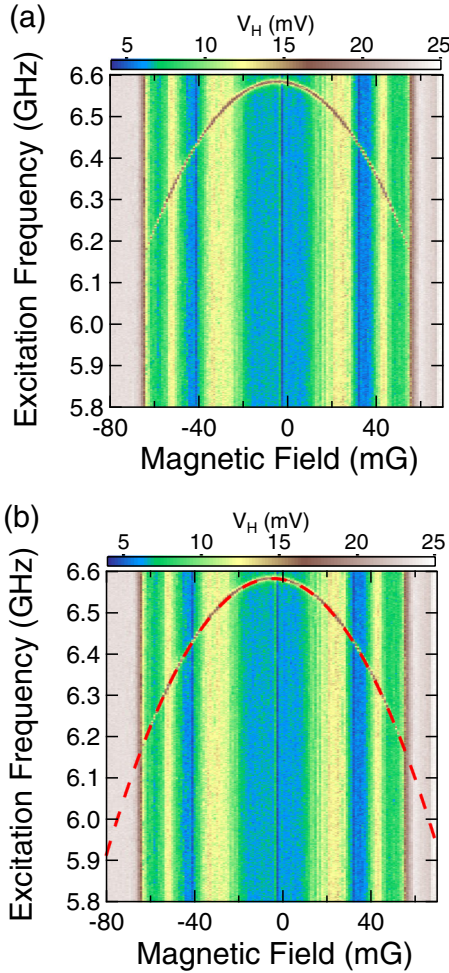 (a)
V_H (mV)
5 10 15 20 25
Excitation Frequency (GHz)
6.6
6.5
6.4
6.3
6.2
6.1
6.0
5.9
5.8
-80 -40 0 40
Magnetic Field (mG)
(b)
V_H (mV)
5 10 15 20 25
Excitation Frequency (GHz)
6.6
6.5
6.4
6.3
6.2
6.1
6.0
5.9
5.8
-80 -40 0 40
Magnetic Field (mG)